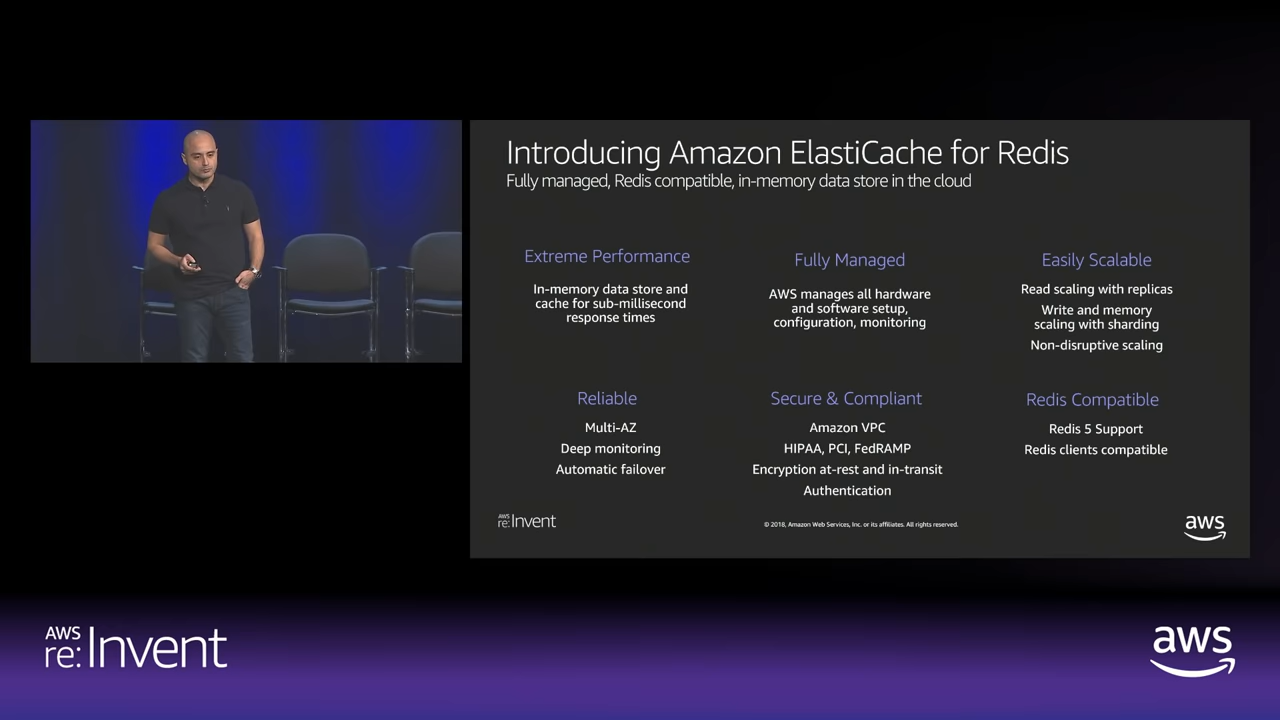 Introducing Amazon ElastiCache for Redis
Fully managed, Redis compatible, in-memory data store in the cloud
Extreme Performance
In-memory data store and
cache for sub-millisecond
response times
Fully Managed
AWS manages all hardware
and software setup,
configuration, monitoring
Easily Scalable
Read scaling with replicas
Write and memory
scaling with sharding
Non-disruptive scaling
Reliable
Multi-AZ
Deep monitoring
Automatic failover
Secure & Compliant
Amazon VPC
HIPAA, PCI, FedRAMP
Encryption at-rest and in-transit
Authentication
Redis Compatible
Redis 5 Support
Redis clients compatible
AWS
re:Invent
© 2018, Amazon Web Services, Inc. or its affiliates. All rights reserved.
aws
AWS
re:Invent
aws